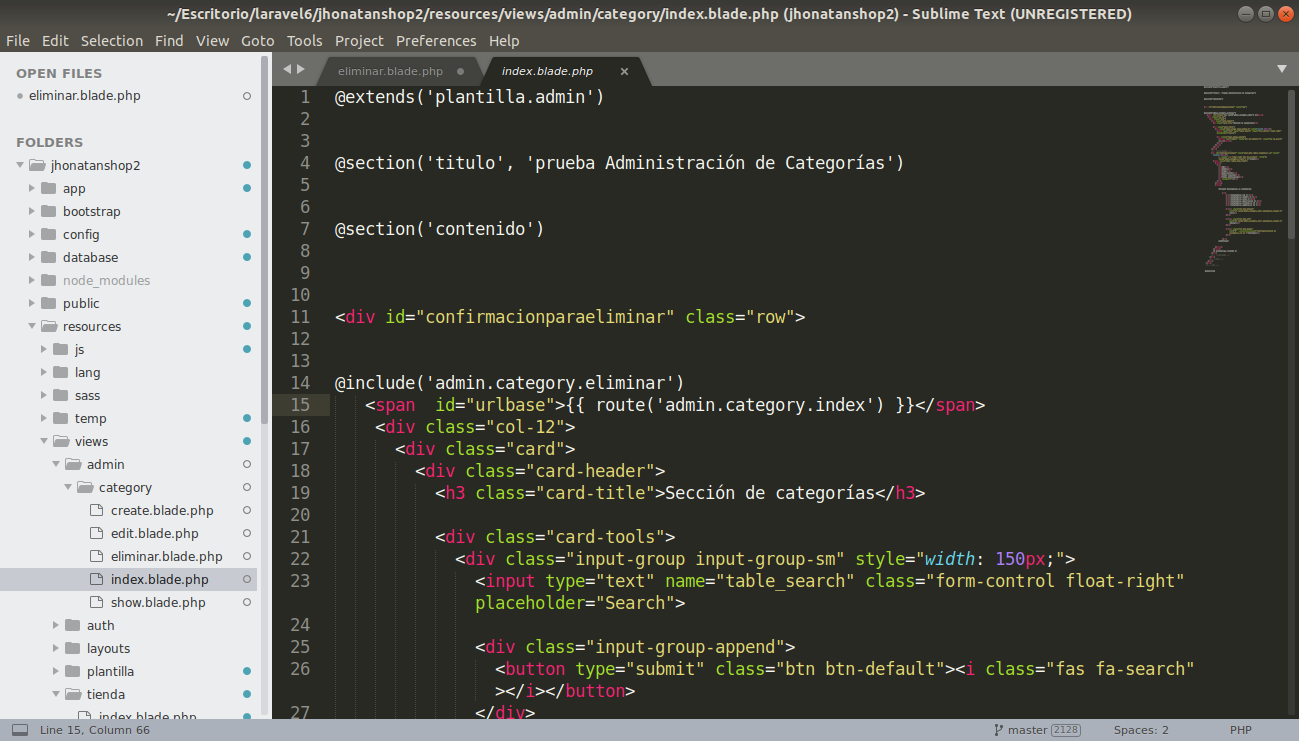 ~/Escritorio/laravel6/jhonatanshop2/resources/views/admin/category/index.blade.php (jhonatanshop2) - Sublime Text (UNREGISTERED)
File Edit Selection Find View Goto Tools Project Preferences Help
OPEN FILES
eliminar.blade.php
FOLDERS
jhonatanshop2
app
bootstrap
config
database
node_modules
public
resources
js
lang
sass
temp
views
admin
category
create.blade.php
edit.blade.php
eliminar.blade.php
index.blade.php
show.blade.php
auth
layouts
plantilla
tienda
index.blade.php
eliminar.blade.php
index.blade.php ×
1 @extends('plantilla.admin')
2
3
4 @section('titulo', 'prueba Administración de Categorías')
5
6
7 @section('contenido')
8
9
10
11 <div id="confirmacionparaeliminar" class="row">
12
13
14 @include('admin.category.eliminar')
15 <span  id="urlbase">{{ route('admin.category.index') }}</span>
16 <div class="col-12">
17 <div class="card">
18 <div class="card-header">
19 <h3 class="card-title">Sección de categorías</h3>
20
21 <div class="card-tools">
22 <div class="input-group input-group-sm" style="width: 150px;">
23 <input type="text" name="table_search" class="form-control float-right"
placeholder="Search">
24
25 <div class="input-group-append">
26 <button type="submit" class="btn btn-default"><i class="fas fa-search"
></i></button>
27 </div>
Line 15, Column 66
master 2128 Spaces: 2 PHP